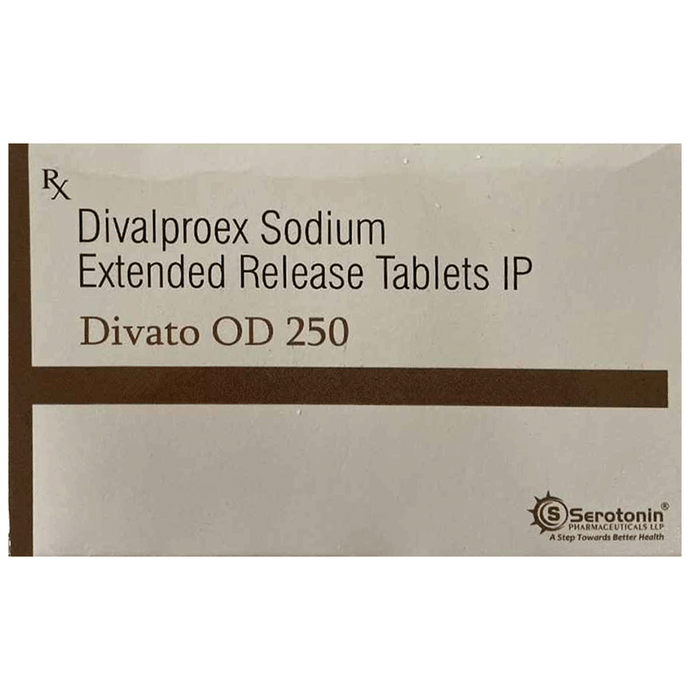 Rx
Divalproex Sodium
Extended Release Tablets IP
Divato OD 250
S Serotonin®
PHARMACEUTICALS LLP
A Step Towards Better Health